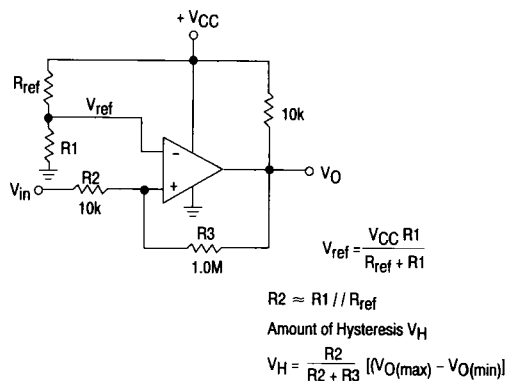 + VCC
Rref
Vref
10k
R1
Vin
R2
10k
–
+
VO
R3
1.0M
Vref = VCC R1 / Rref + R1
R2 ≈ R1 // Rref
Amount of Hysteresis VH
VH = R2 / R2 + R3 [(VO(max) – VO(min)]